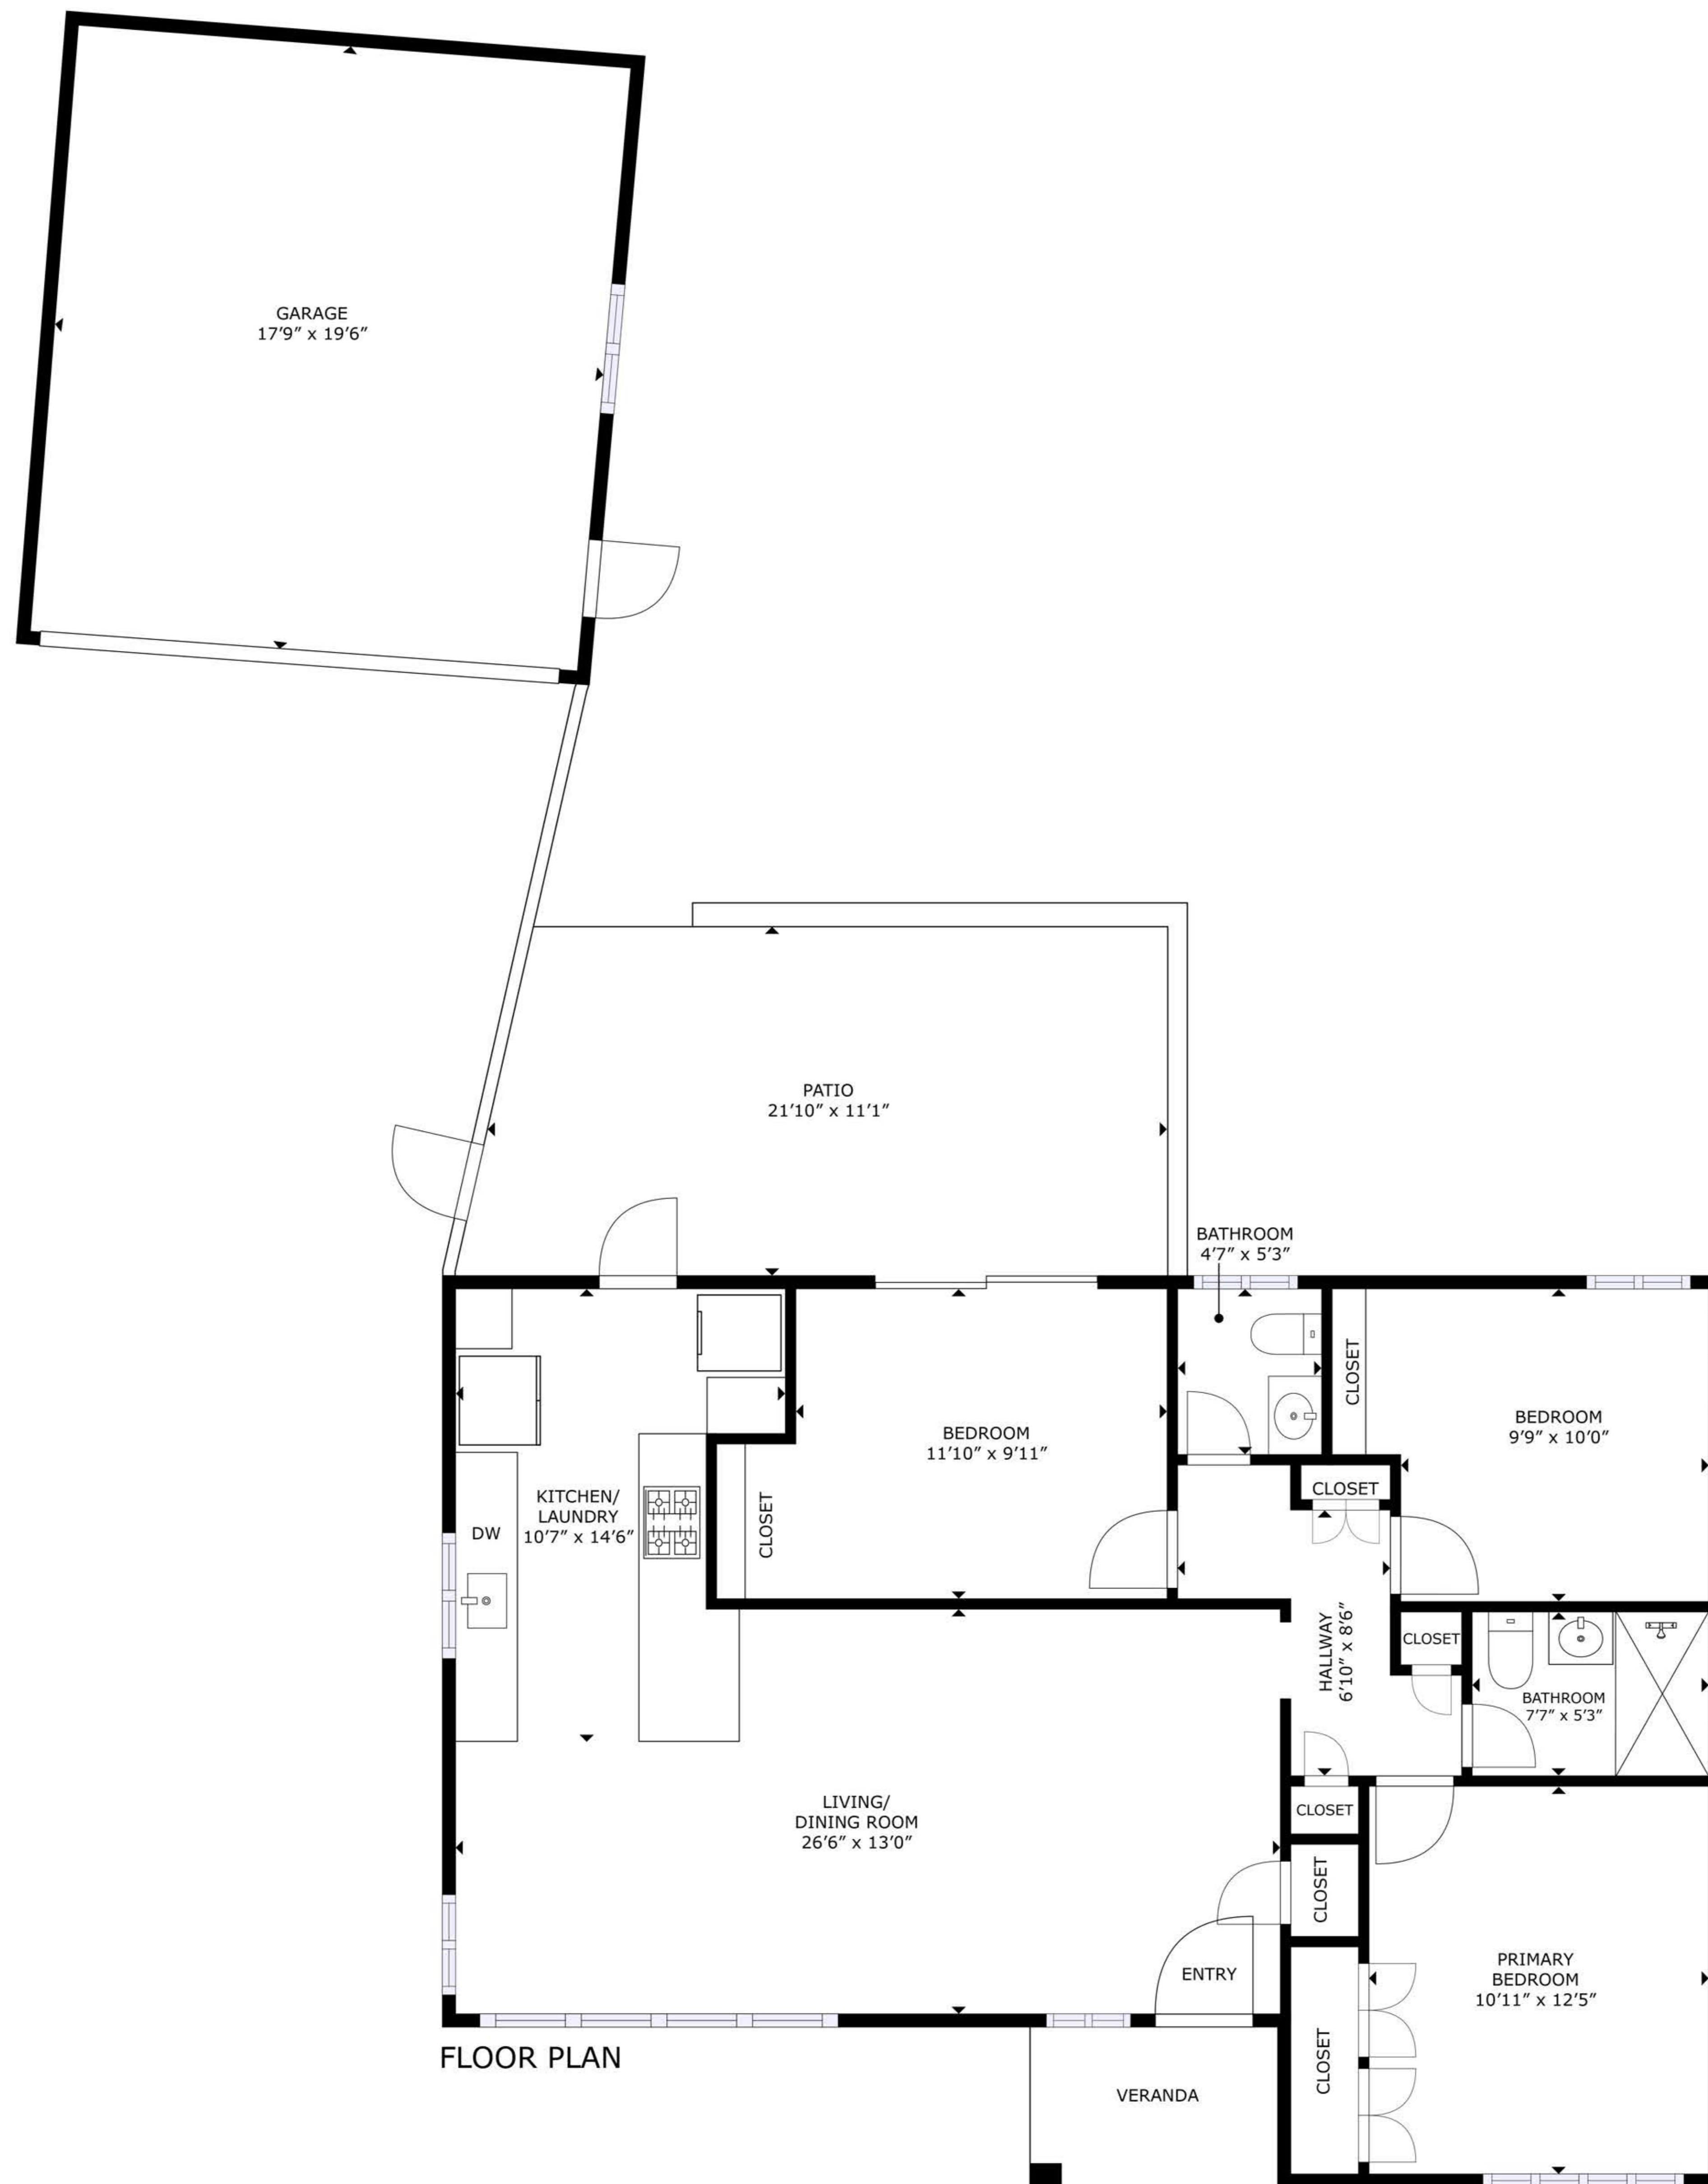 GARAGE
17′9″ x 19′6″
PATIO
21′10″ x 11′1″
BATHROOM
4′7″ x 5′3″
CLOSET
BEDROOM
9′9″ x 10′0″
BEDROOM
11′10″ x 9′11″
CLOSET
CLOSET
KITCHEN/
LAUNDRY
10′7″ x 14′6″
DW
HALLWAY
6′10″ x 8′6″
CLOSET
BATHROOM
7′7″ x 5′3″
LIVING/
DINING ROOM
26′6″ x 13′0″
CLOSET
CLOSET
ENTRY
PRIMARY
BEDROOM
10′11″ x 12′5″
CLOSET
FLOOR PLAN
VERANDA